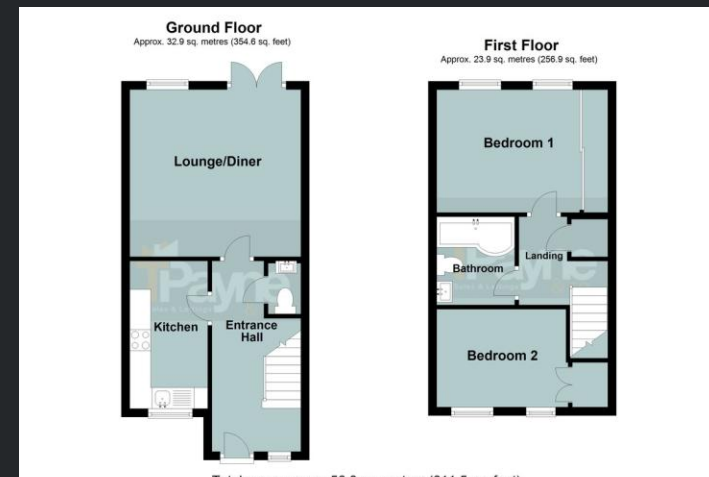 Ground Floor
Approx. 32.9 sq. metres (354.6 sq. feet)
Lounge/Diner
Kitchen
Entrance
Hall
Payne
First Floor
Approx. 23.9 sq. metres (256.9 sq. feet)
Bedroom 1
Landing
Bathroom
Payne
Bedroom 2